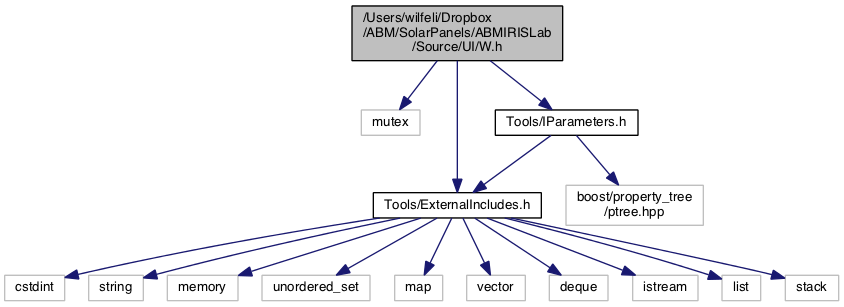 /Users/wilfeli/Dropbox
/ABM/SolarPanels/ABMIRISLab
/Source/UI/W.h
mutex
Tools/IParameters.h
Tools/ExternalIncludes.h
boost/property_tree
/ptree.hpp
cstdint
string
memory
unordered_set
map
vector
deque
istream
list
stack